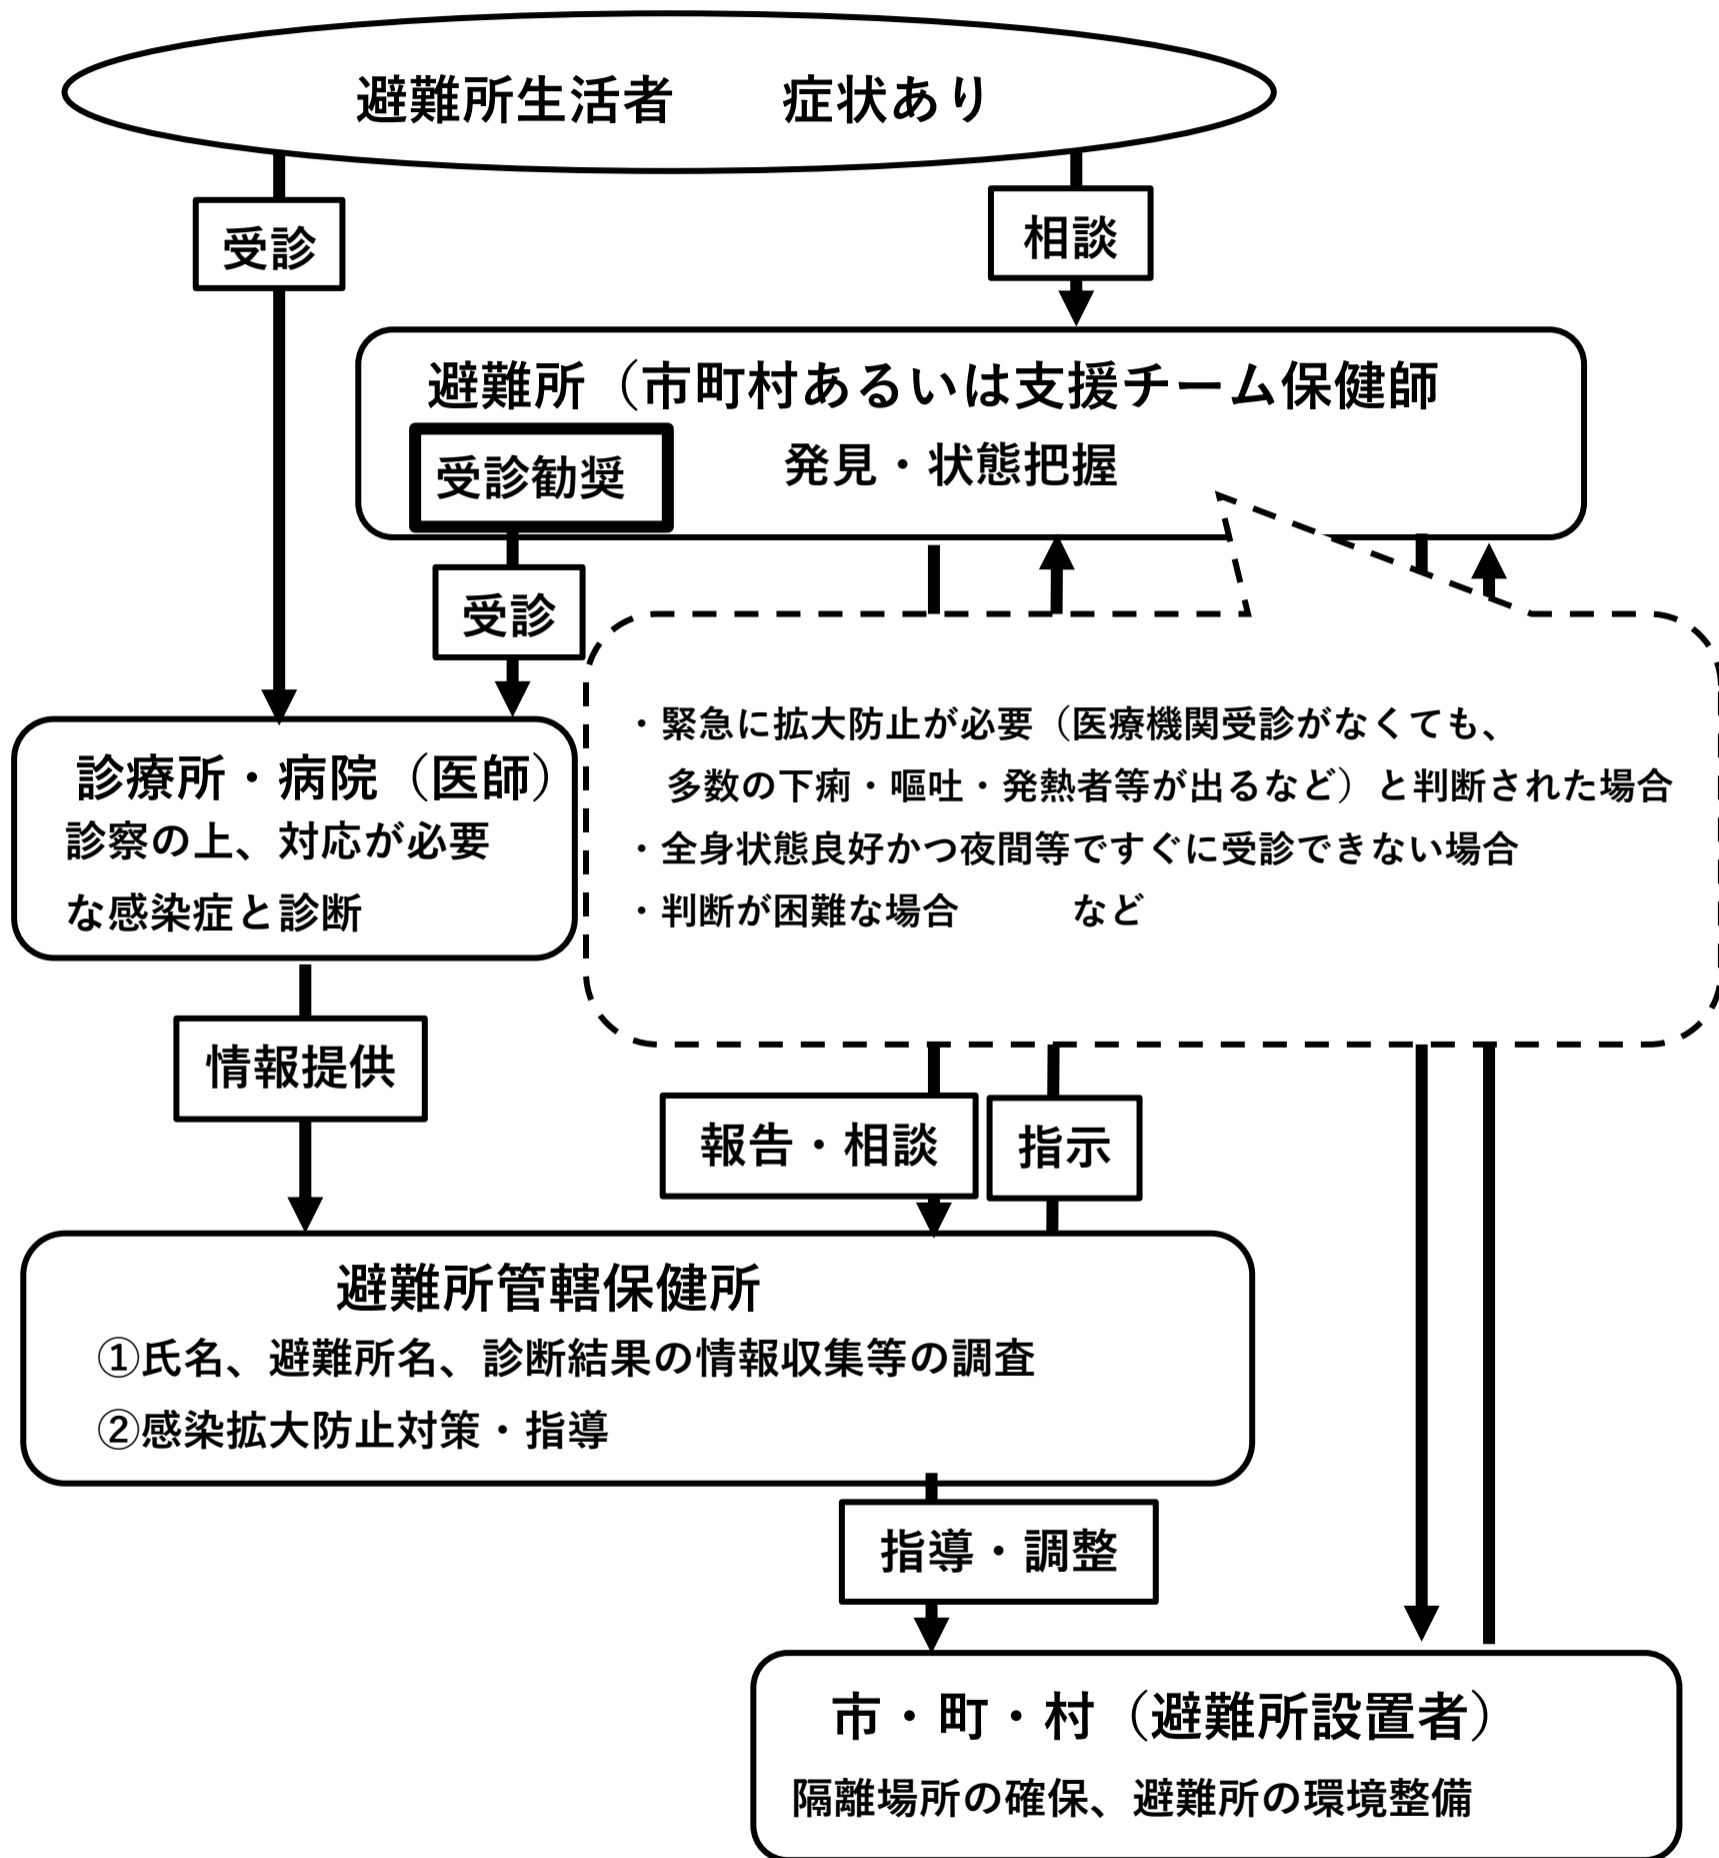 避難所生活者　　症状あり
受診
相談
避難所（市町村あるいは支援チーム保健師
発見・状態把握
受診勧奨
受診
診療所・病院（医師）
診察の上、対応が必要
な感染症と診断
・緊急に拡大防止が必要（医療機関受診がなくても、
多数の下痢・嘔吐・発熱者等が出るなど）と判断された場合
・全身状態良好かつ夜間等ですぐに受診できない場合
・判断が困難な場合　　　など
情報提供
報告・相談
指示
避難所管轄保健所
①氏名、避難所名、診断結果の情報収集等の調査
②感染拡大防止対策・指導
指導・調整
市・町・村（避難所設置者）
隔離場所の確保、避難所の環境整備